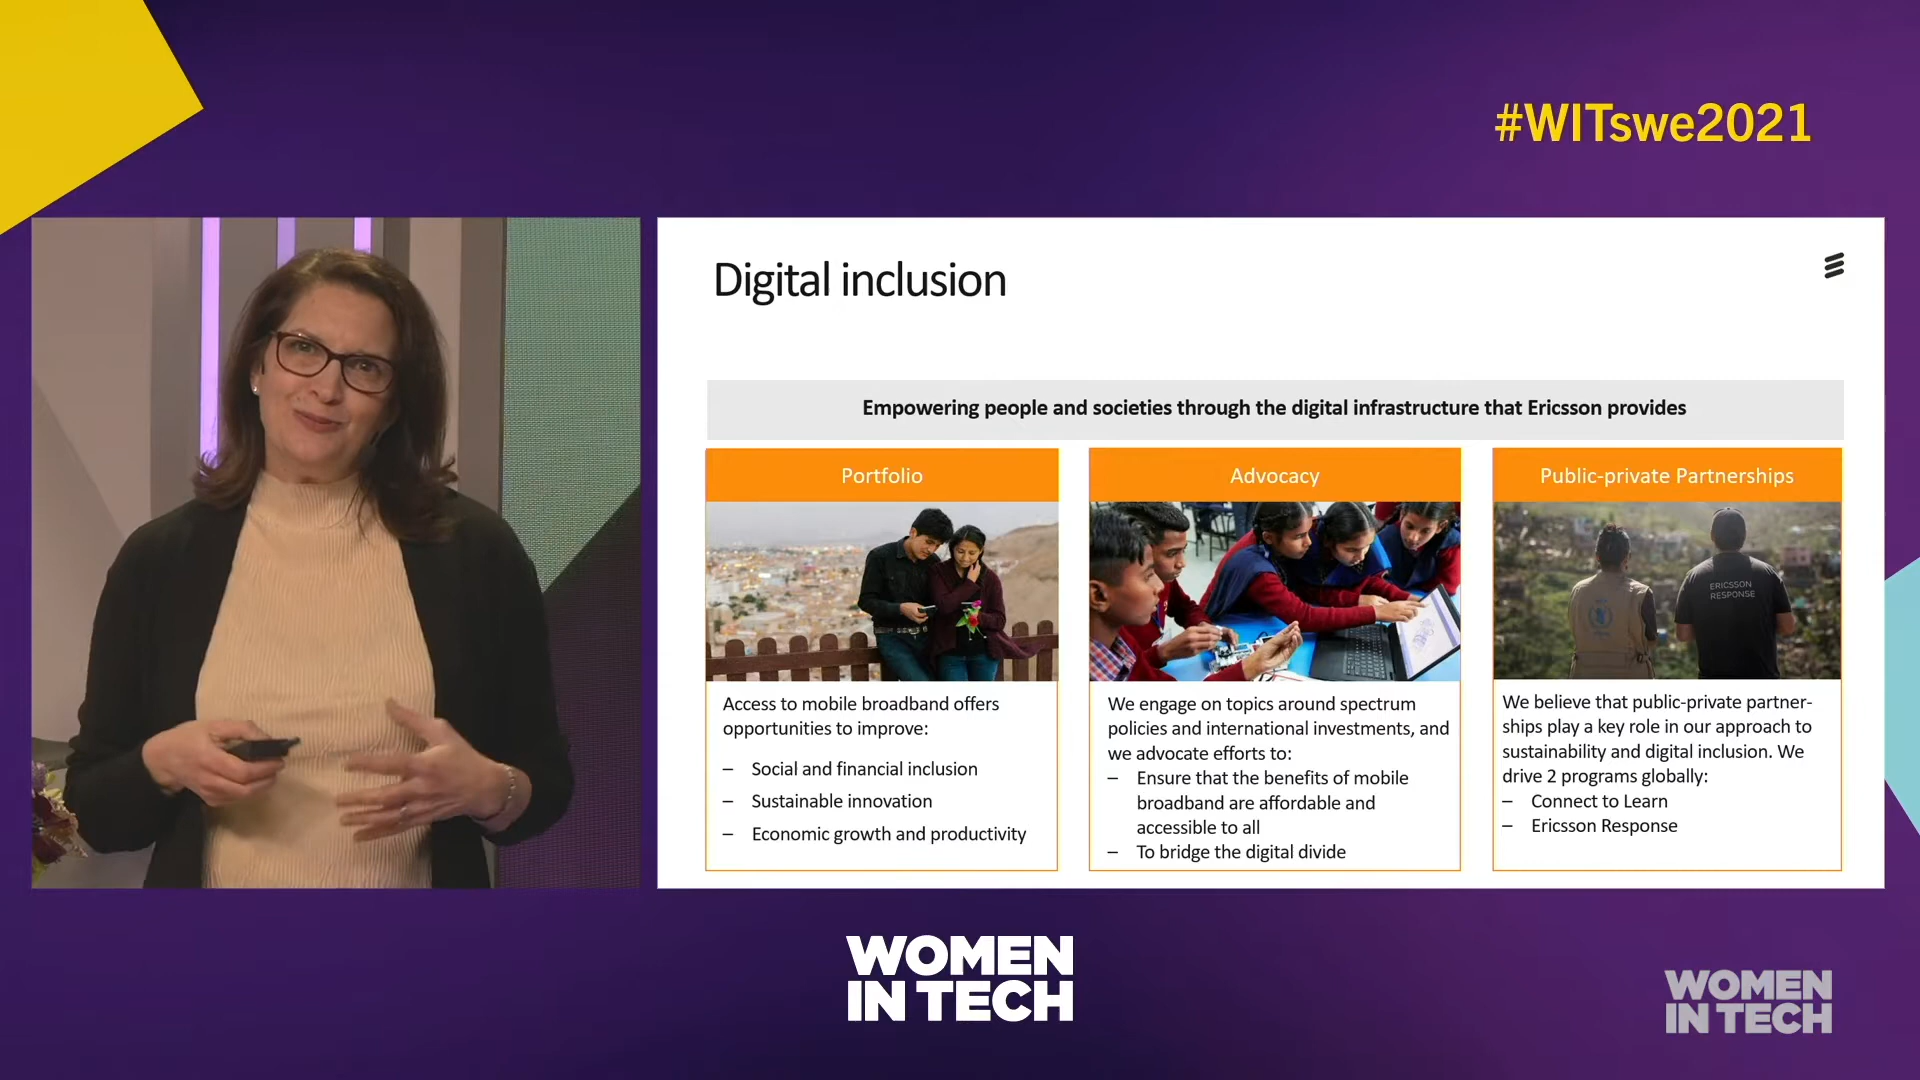 #WITswe2021
Digital inclusion
Empowering people and societies through the digital infrastructure that Ericsson provides
Portfolio
Access to mobile broadband offers
opportunities to improve:
– Social and financial inclusion
– Sustainable innovation
– Economic growth and productivity
Advocacy
We engage on topics around spectrum
policies and international investments, and
we advocate efforts to:
– Ensure that the benefits of mobile
broadband are affordable and
accessible to all
– To bridge the digital divide
Public-private Partnerships
ERICSSON
RESPONSE
We believe that public-private partner-
ships play a key role in our approach to
sustainability and digital inclusion. We
drive 2 programs globally:
– Connect to Learn
– Ericsson Response
WOMEN
IN TECH
WOMEN
IN TECH